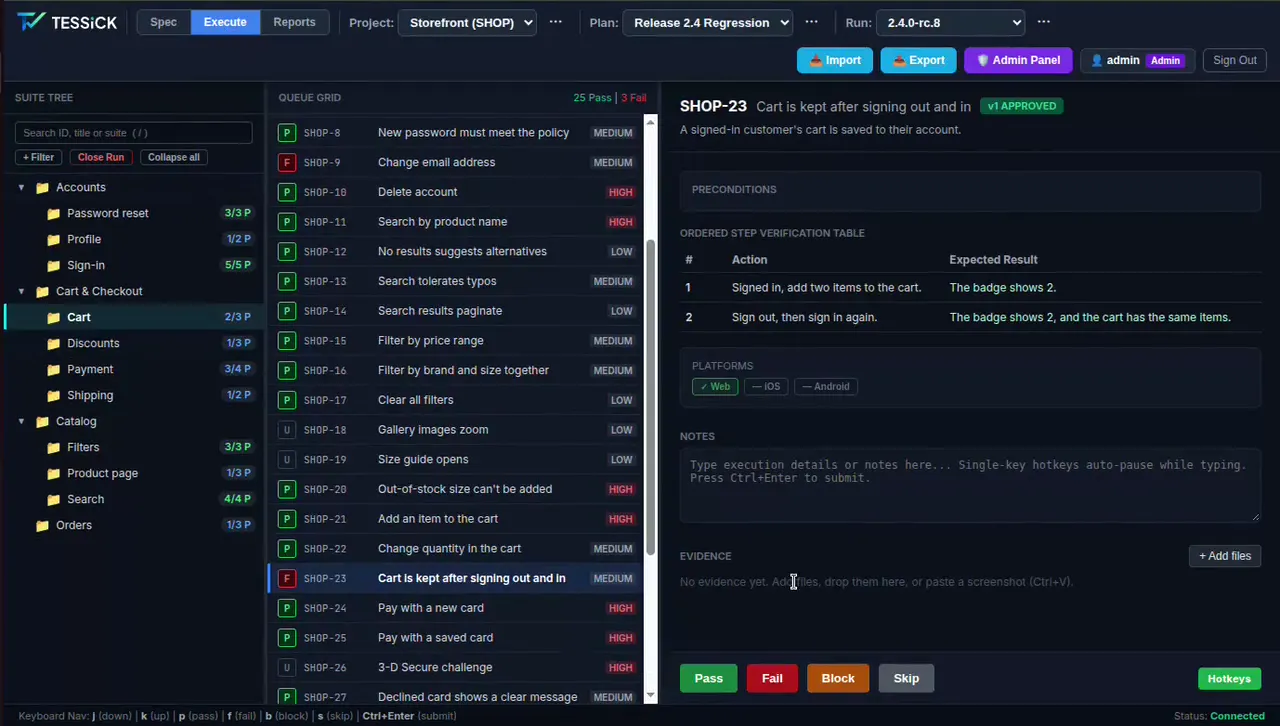 TESSiCK
Spec Execute Reports
Project: Storefront (SHOP) ...
Plan: Release 2.4 Regression ...
Run: 2.4.0-rc.8 ...
Import
Export
Admin Panel
admin Admin
Sign Out
SUITE TREE
Search ID, title or suite ( / )
+ Filter Close Run Collapse all
Accounts
Password reset 3/3 P
Profile 1/2 P
Sign-in 5/5 P
Cart & Checkout
Cart 2/3 P
Discounts 1/3 P
Payment 3/4 P
Shipping 1/2 P
Catalog
Filters 3/3 P
Product page 1/3 P
Search 4/4 P
Orders 1/3 P
QUEUE GRID 25 Pass | 3 Fail
P SHOP-8 New password must meet the policy MEDIUM
F SHOP-9 Change email address MEDIUM
P SHOP-10 Delete account HIGH
P SHOP-11 Search by product name HIGH
P SHOP-12 No results suggests alternatives LOW
P SHOP-13 Search tolerates typos MEDIUM
P SHOP-14 Search results paginate LOW
P SHOP-15 Filter by price range MEDIUM
P SHOP-16 Filter by brand and size together MEDIUM
P SHOP-17 Clear all filters LOW
U SHOP-18 Gallery images zoom LOW
U SHOP-19 Size guide opens LOW
P SHOP-20 Out-of-stock size can't be added HIGH
P SHOP-21 Add an item to the cart HIGH
P SHOP-22 Change quantity in the cart MEDIUM
F SHOP-23 Cart is kept after signing out and in MEDIUM
P SHOP-24 Pay with a new card HIGH
P SHOP-25 Pay with a saved card HIGH
U SHOP-26 3-D Secure challenge HIGH
P SHOP-27 Declined card shows a clear message MEDIUM
SHOP-23 Cart is kept after signing out and in v1 APPROVED
A signed-in customer's cart is saved to their account.
PRECONDITIONS
ORDERED STEP VERIFICATION TABLE
# Action Expected Result
1 Signed in, add two items to the cart. The badge shows 2.
2 Sign out, then sign in again. The badge shows 2, and the cart has the same items.
PLATFORMS
✓ Web — iOS — Android
NOTES
Type execution details or notes here... Single-key hotkeys auto-pause while typing.
Press Ctrl+Enter to submit.
EVIDENCE + Add files
No evidence yet. Add files, drop them here, or paste a screenshot (Ctrl+V).
Pass Fail Block Skip Hotkeys
Keyboard Nav: j (down) | k (up) | p (pass) | f (fail) | b (block) | s (skip) | Ctrl+Enter (submit)
Status: Connected